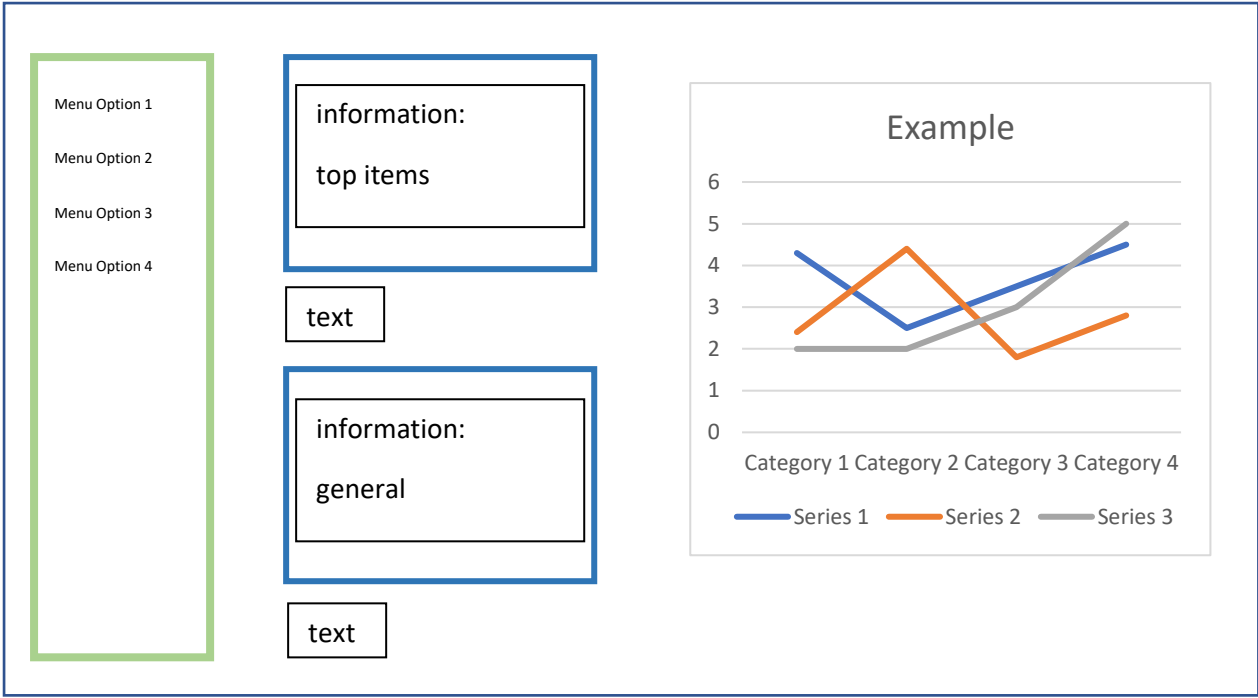 Menu Option 1
Menu Option 2
Menu Option 3
Menu Option 4
information:
top items
text
information:
general
text
Example
6
5
4
3
2
1
0
Category 1 Category 2 Category 3 Category 4
Series 1 Series 2 Series 3